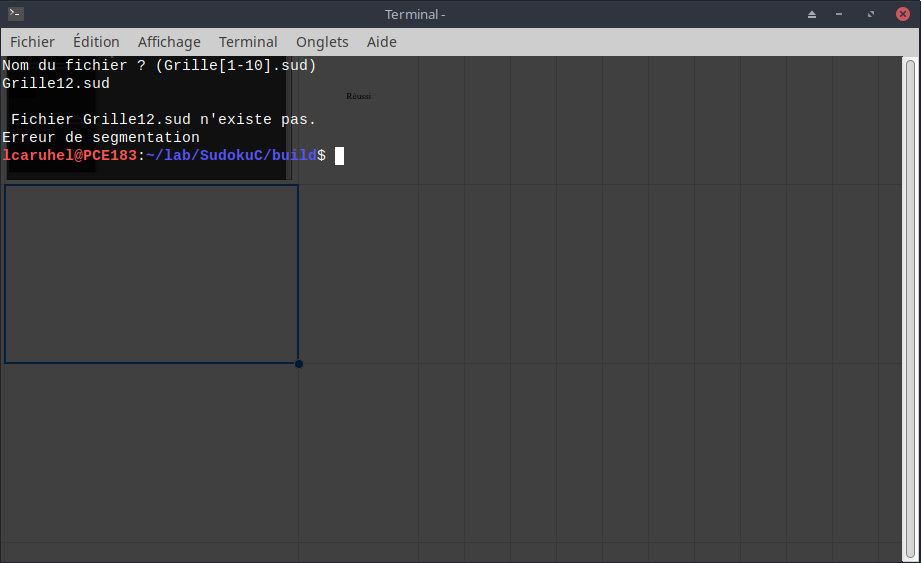 Terminal -
Fichier Édition Affichage Terminal Onglets Aide
Nom du fichier ? (Grille[1-10].sud)
Grille12.sud
Réussi
Fichier Grille12.sud n'existe pas.
Erreur de segmentation
lcaruhel@PCE183:~/lab/SudokuC/build$